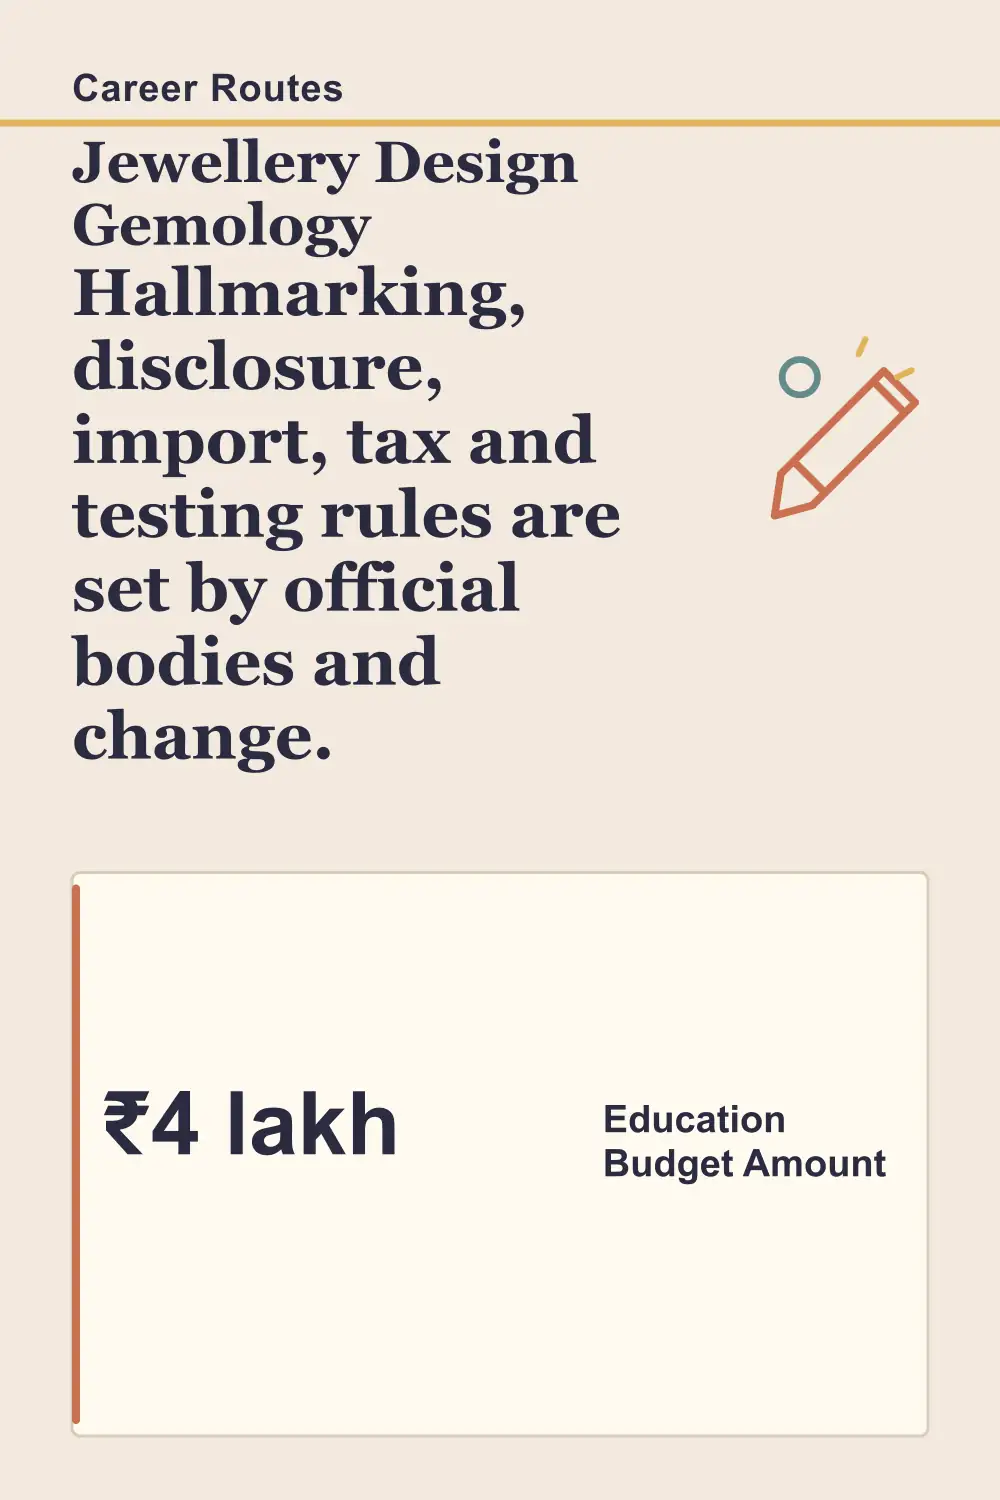 Career Routes
Jewellery Design
Gemology
Hallmarking,
disclosure,
import, tax and
testing rules are
set by official
bodies and
change.
₹4 lakh
Education
Budget Amount